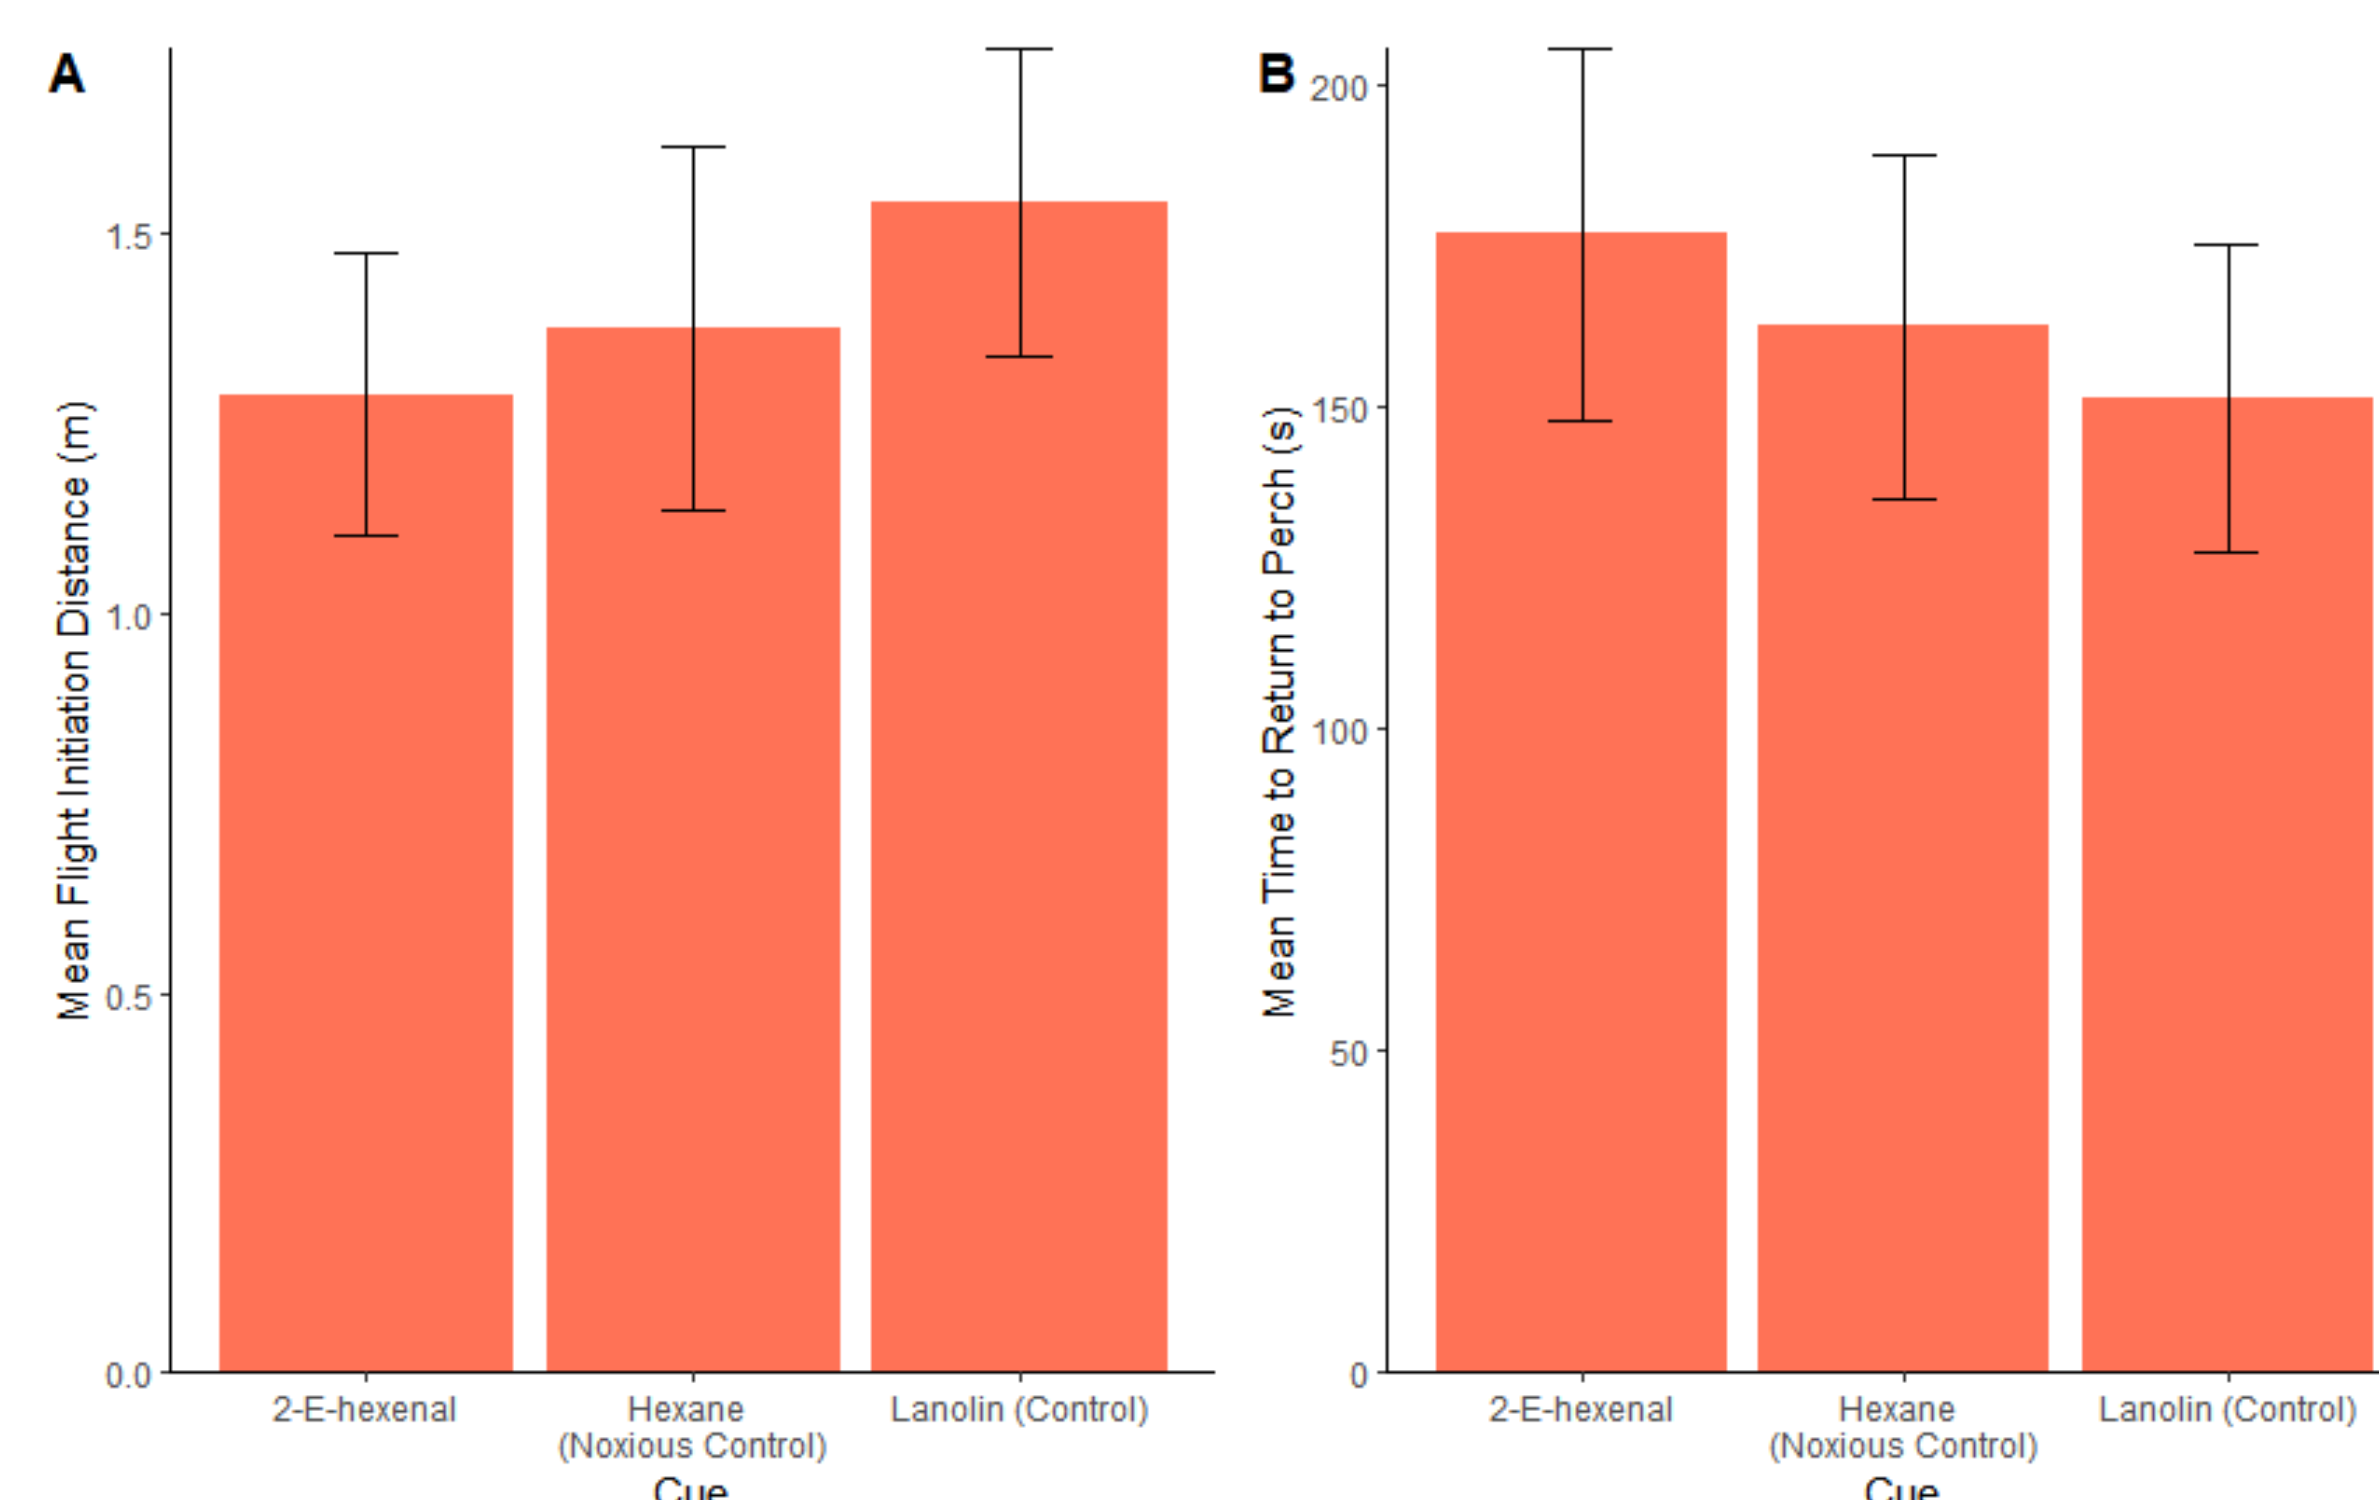 A
Mean Flight Initiation Distance (m)
1.5
1.0
0.5
0.0
2-E-hexenal
Hexane
(Noxious Control)
Lanolin (Control)
Cue
B
Mean Time to Return to Perch (s)
200
150
100
50
0
2-E-hexenal
Hexane
(Noxious Control)
Lanolin (Control)
Cue